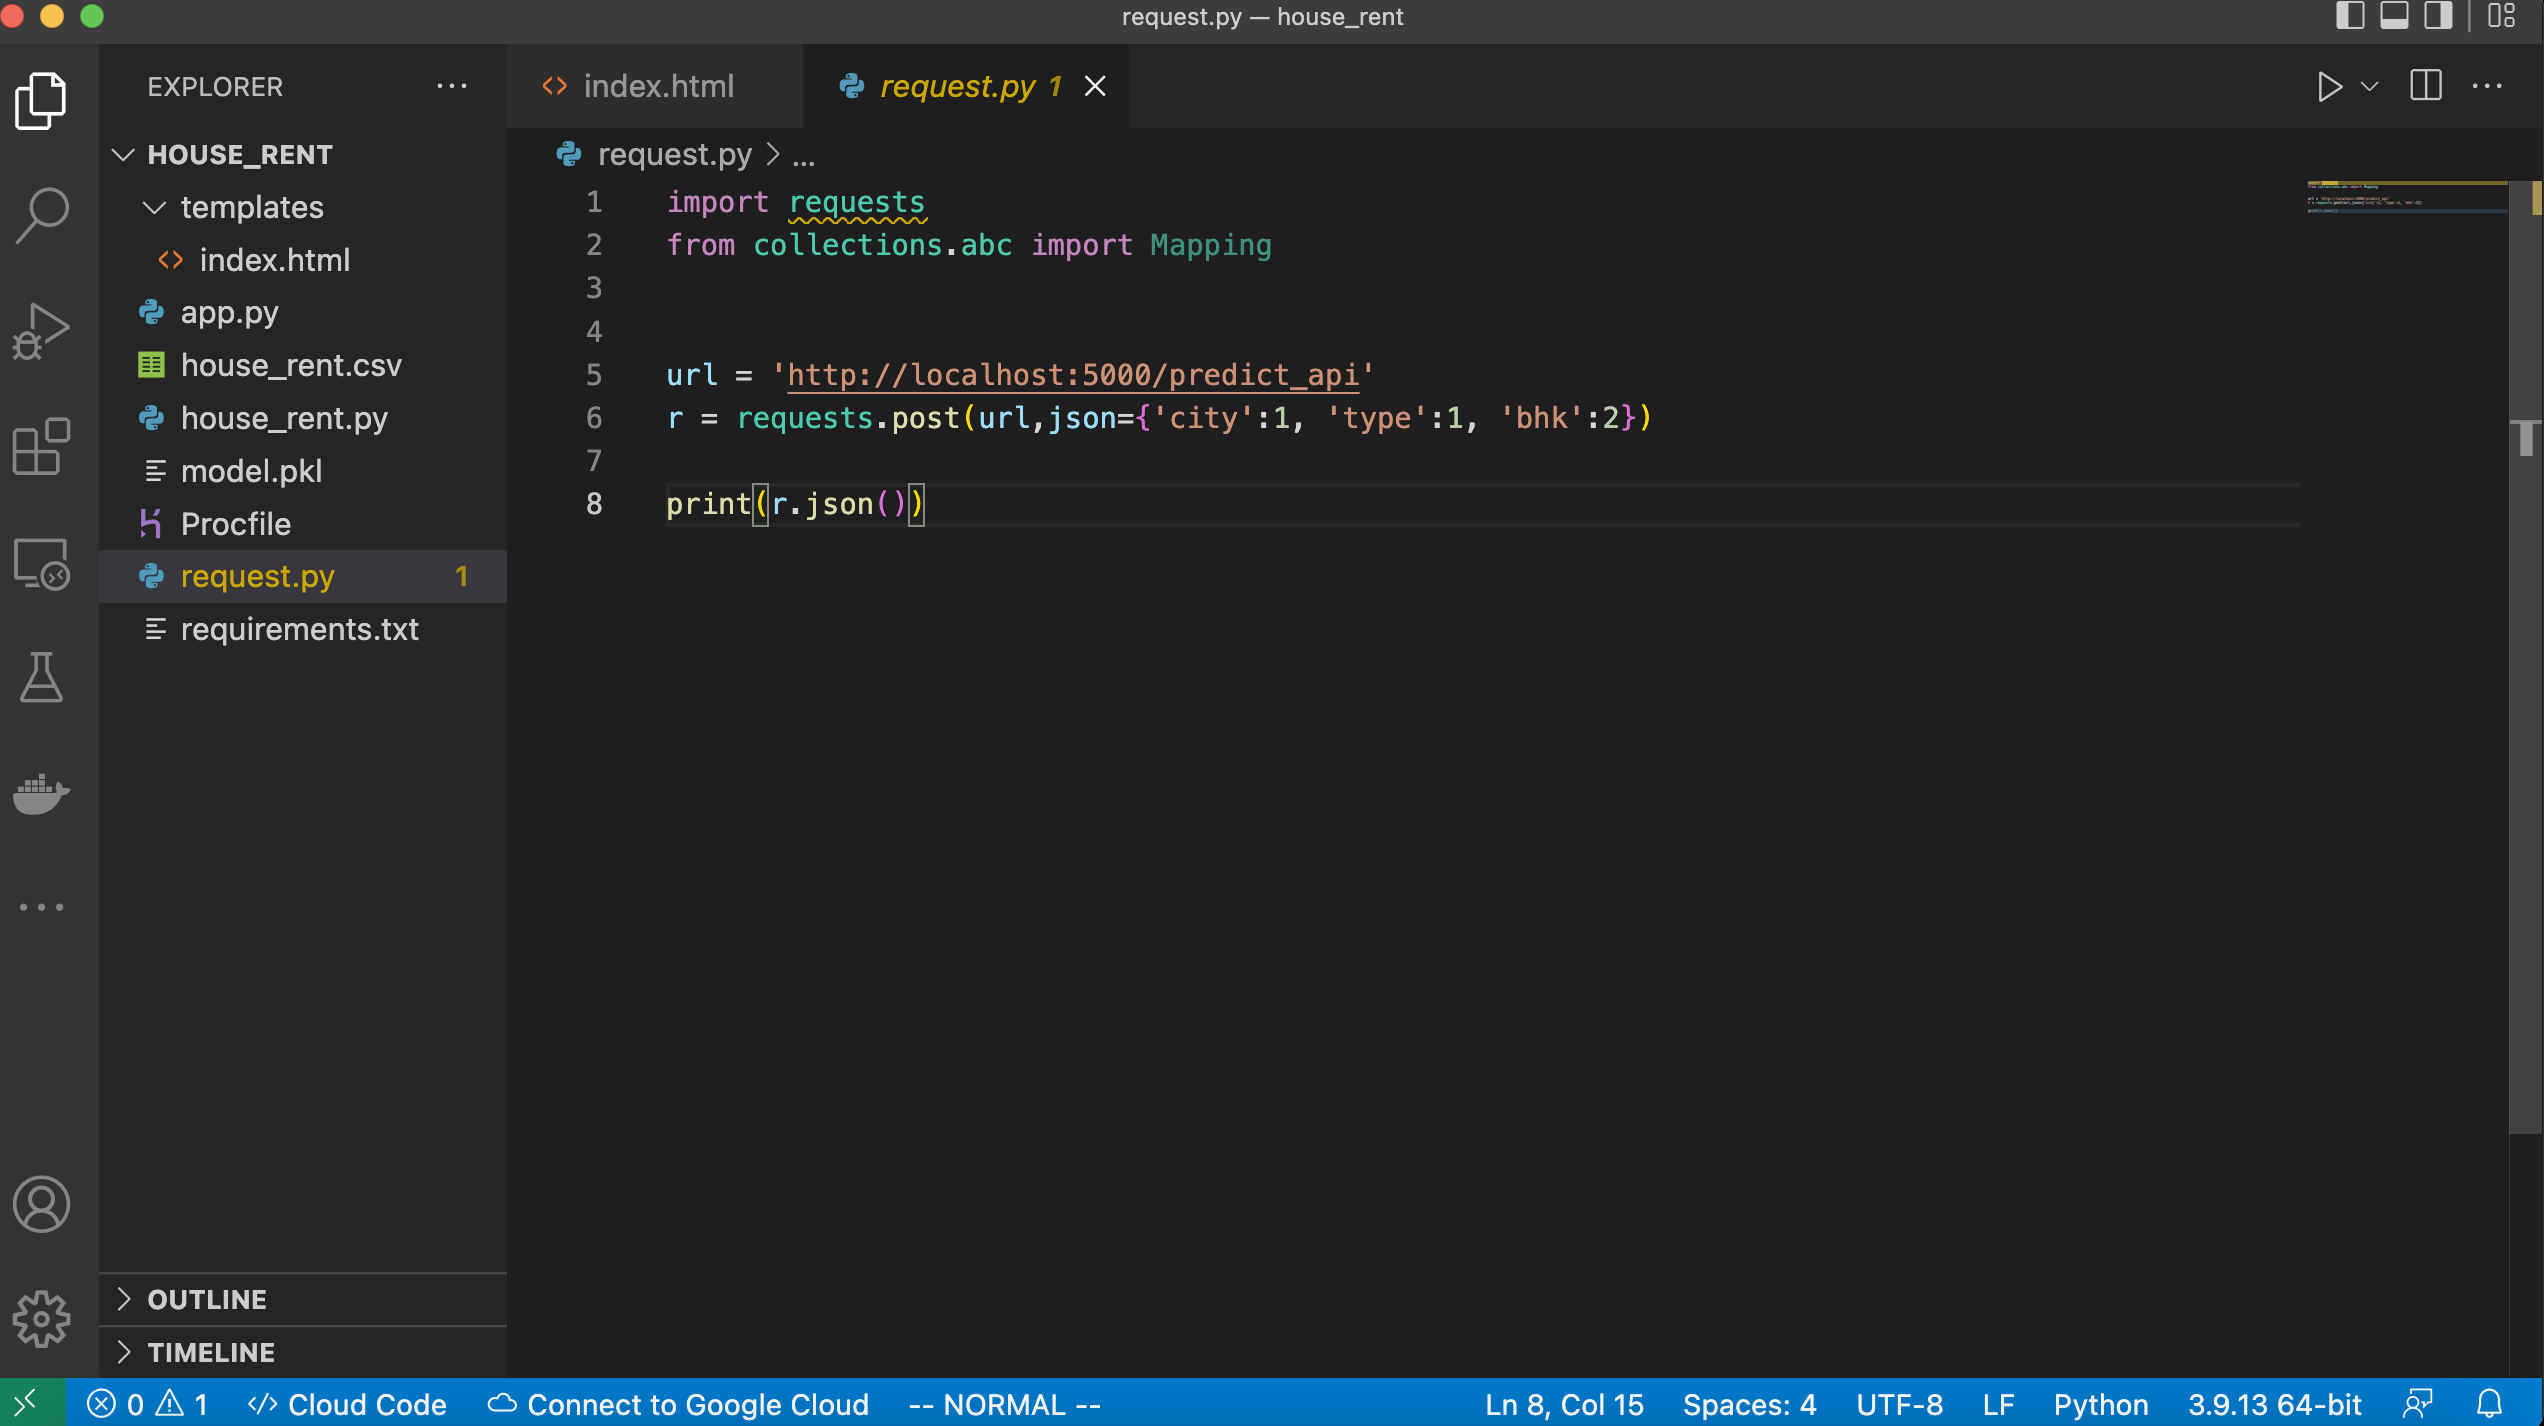 request.py — house_rent
EXPLORER
index.html
request.py 1
HOUSE_RENT
templates
index.html
app.py
house_rent.csv
house_rent.py
model.pkl
Procfile
request.py 1
requirements.txt
OUTLINE
TIMELINE
request.py > ...
1 import requests
2 from collections.abc import Mapping
3
4
5 url = 'http://localhost:5000/predict_api'
6 r = requests.post(url,json={'city':1, 'type':1, 'bhk':2})
7
8 print(r.json())
0 1 Cloud Code Connect to Google Cloud -- NORMAL -- Ln 8, Col 15 Spaces: 4 UTF-8 LF Python 3.9.13 64-bit